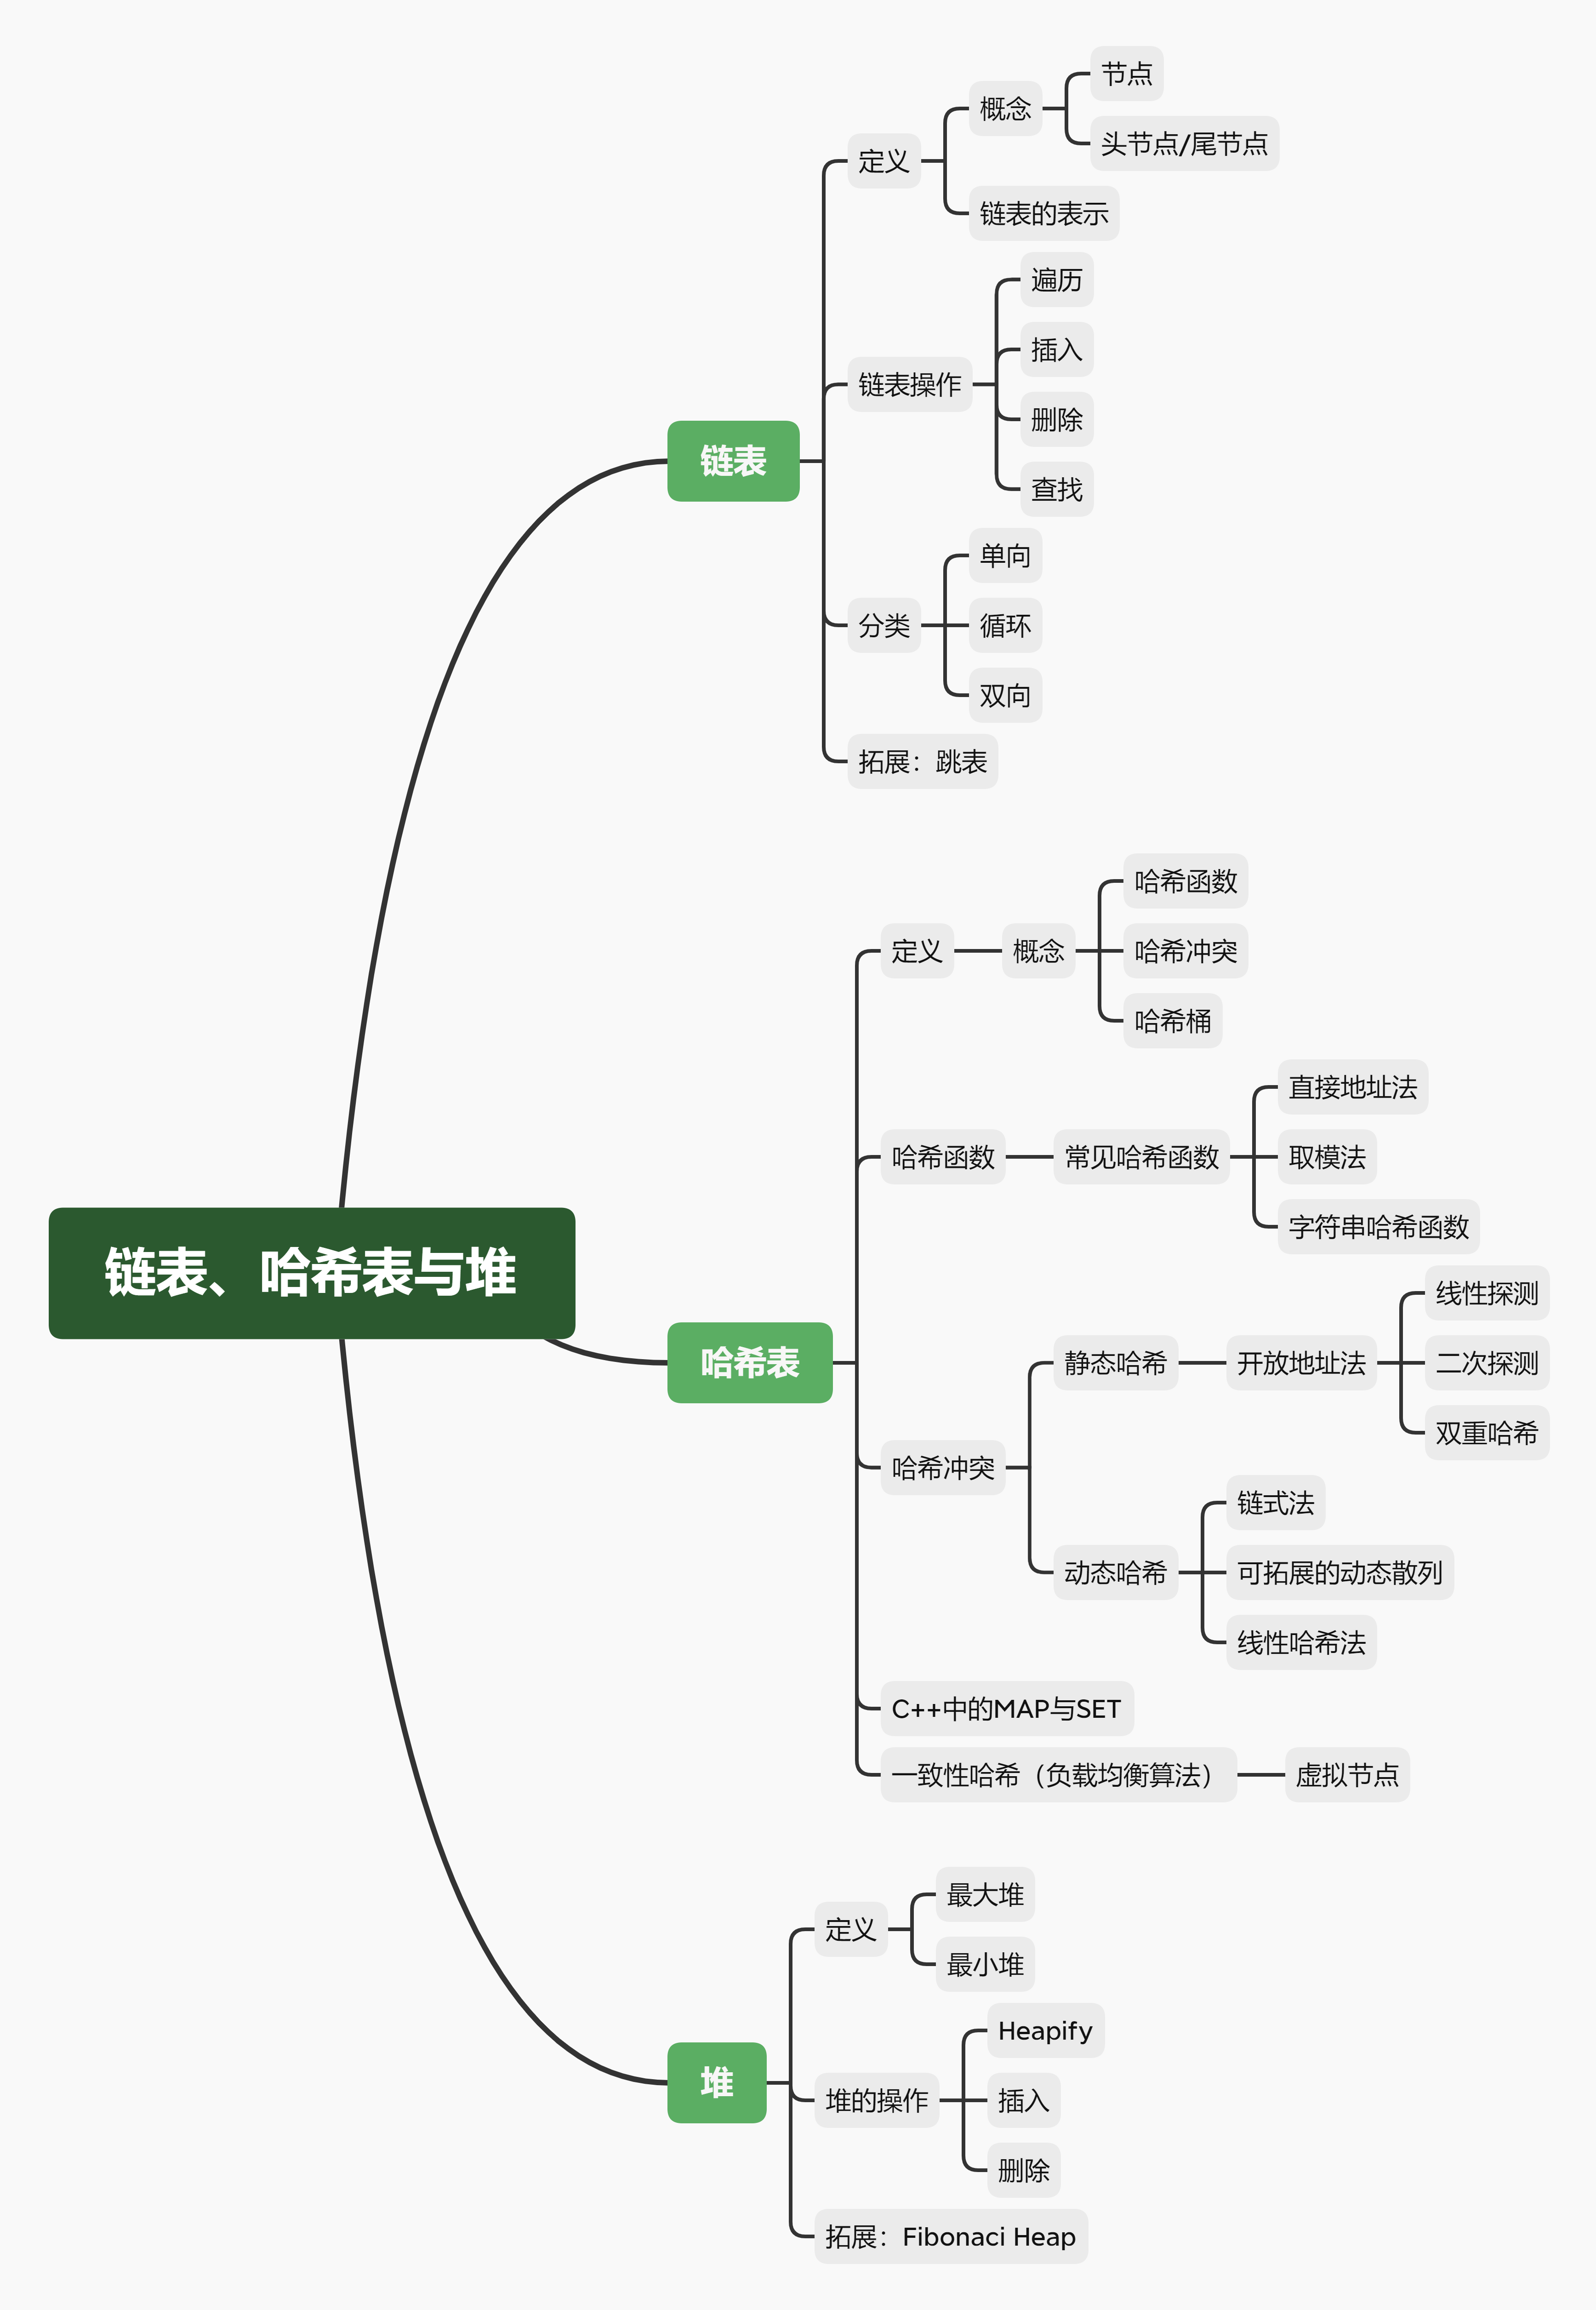 链表、哈希表与堆
链表
定义
概念
节点
头节点/尾节点
链表的表示
链表操作
遍历
插入
删除
查找
分类
单向
循环
双向
拓展：跳表
哈希表
定义
概念
哈希函数
哈希冲突
哈希桶
哈希函数
常见哈希函数
直接地址法
取模法
字符串哈希函数
哈希冲突
静态哈希
开放地址法
线性探测
二次探测
双重哈希
动态哈希
链式法
可拓展的动态散列
线性哈希法
C++中的MAP与SET
一致性哈希（负载均衡算法）
虚拟节点
堆
定义
最大堆
最小堆
堆的操作
Heapify
插入
删除
拓展：Fibonaci Heap